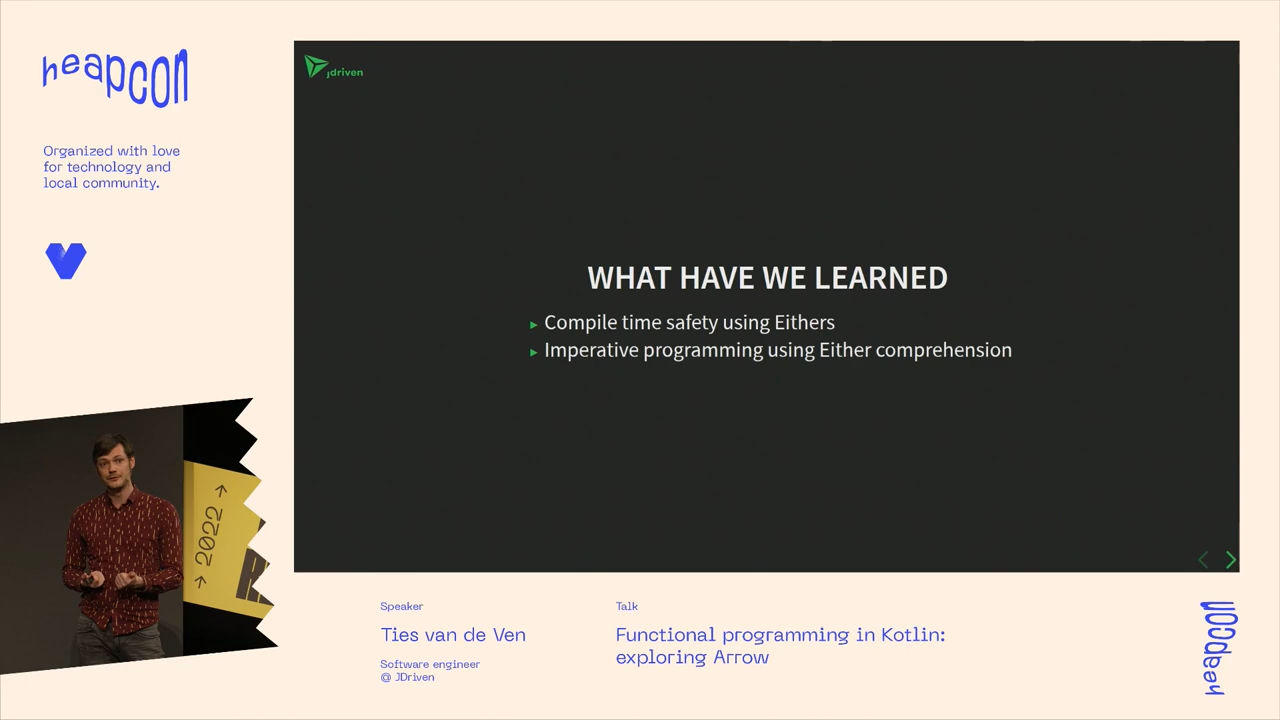 heapcon
Organized with love
for technology and
local community.
Jdriven
WHAT HAVE WE LEARNED
Compile time safety using Eithers
Imperative programming using Either comprehension
2022
Speaker
Ties van de Ven
Software engineer
@ JDriven
Talk
Functional programming in Kotlin:
exploring Arrow
heapcon